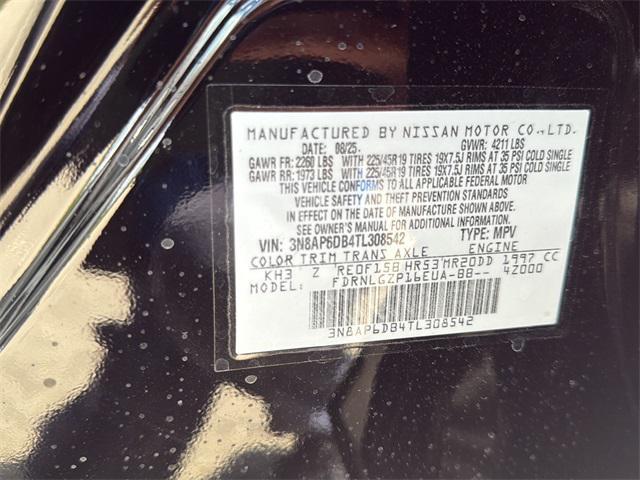 MANUFACTURED BY NISSAN MOTOR CO.,LTD.
DATE: 08/25 GVWR: 4211 LBS
GAWR FR: 2260 LBS WITH 225/45R19 TIRES 19X7.5J RIMS AT 35 PSI COLD SINGLE
GAWR RR: 1973 LBS WITH 225/45R19 TIRES 19X7.5J RIMS AT 35 PSI COLD SINGLE
THIS VEHICLE CONFORMS TO ALL APPLICABLE FEDERAL MOTOR
VEHICLE SAFETY AND THEFT PREVENTION STANDARDS
IN EFFECT ON THE DATE OF MANUFACTURE SHOWN ABOVE.
SEE OWNER'S MANUAL FOR ADDITIONAL INFORMATION
VIN: 3N8AP6DB4TL308542 TYPE: MPV
COLOR TRIM TRANS AXLE ENGINE
KH3 Z RE0F15B HR53 MR20DD 1997 CC
MODEL: FDRNLGZP16EUA-BB-- 4Z000
3N8AP6DB4TL308542